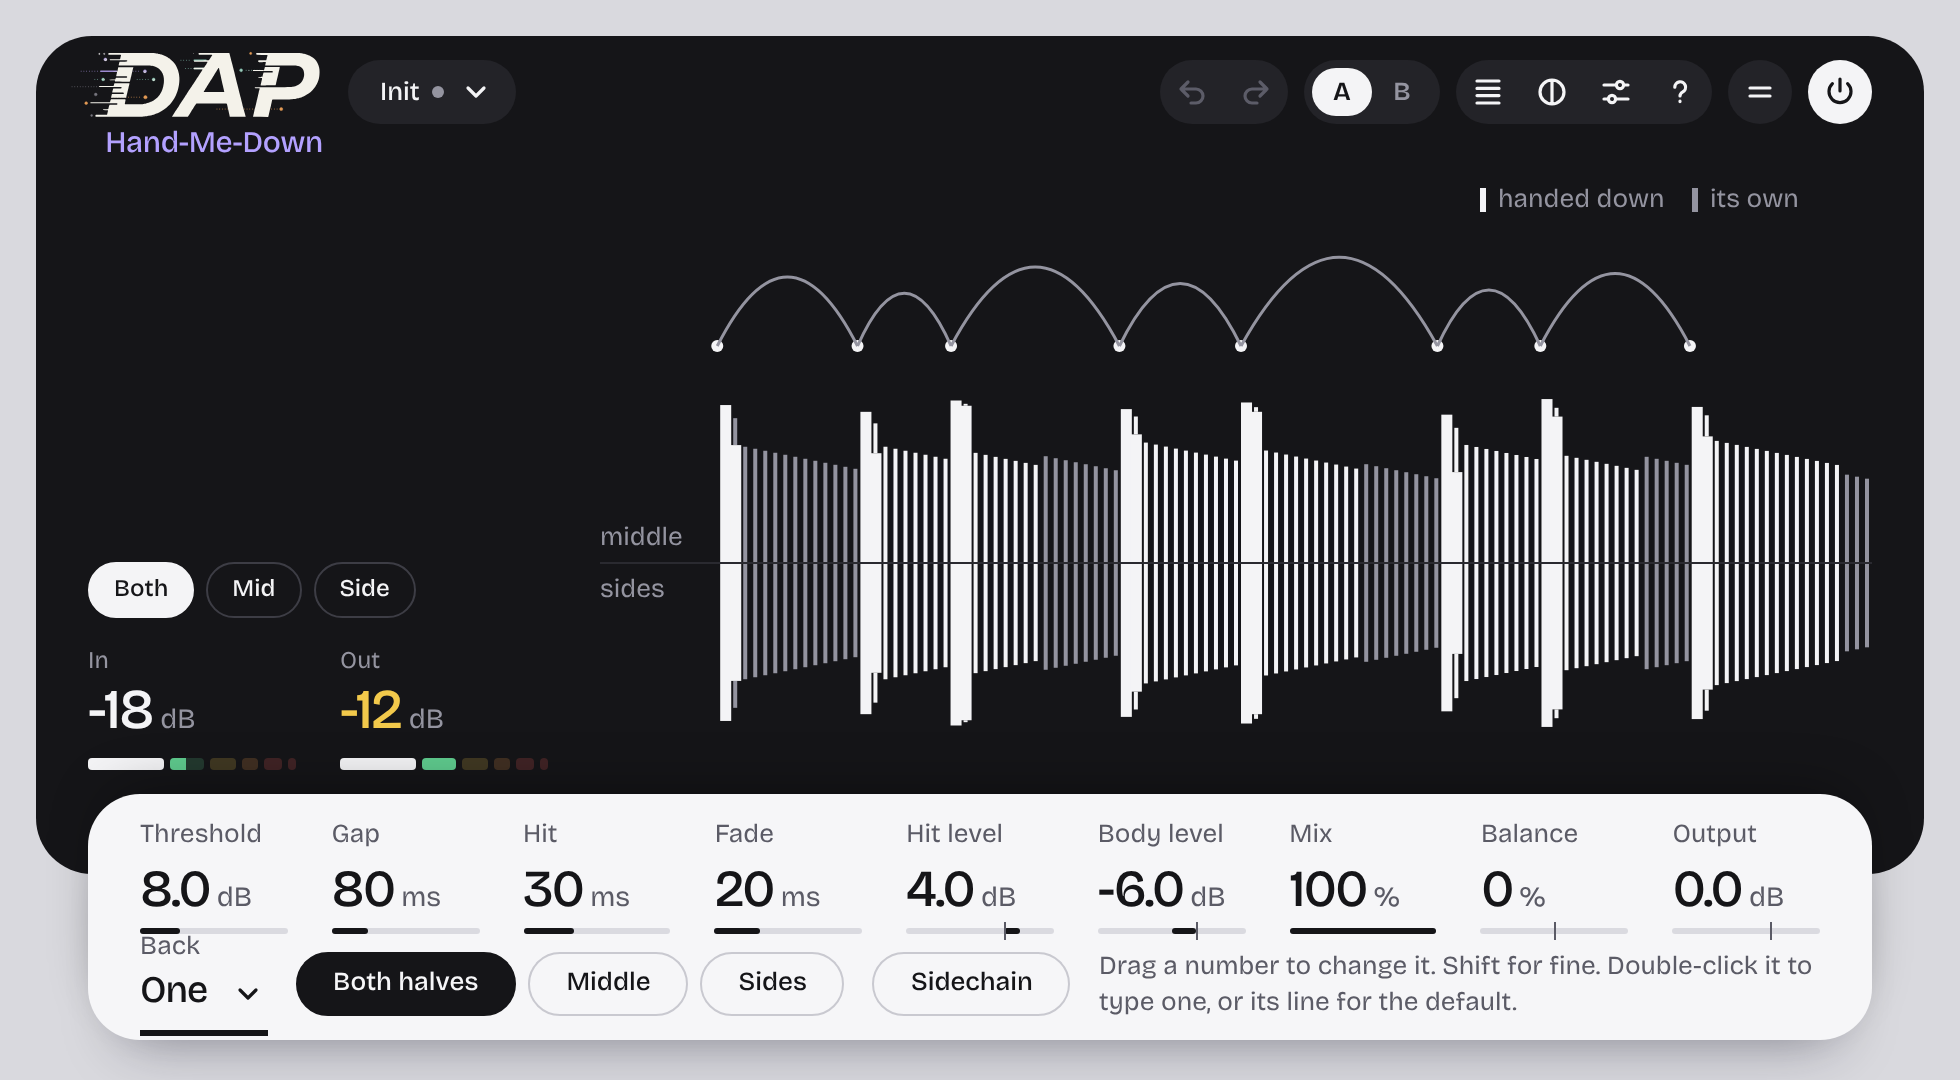 DAP
Hand-Me-Down
Init
A B ?
handed down its own
middle
sides
Both Mid Side
In Out
-18 dB -12 dB
Threshold Gap Hit Fade Hit level Body level Mix Balance Output
8.0 dB 80 ms 30 ms 20 ms 4.0 dB -6.0 dB 100 % 0 % 0.0 dB
Back
One
Both halves Middle Sides Sidechain
Drag a number to change it. Shift for fine. Double-click it to
type one, or its line for the default.